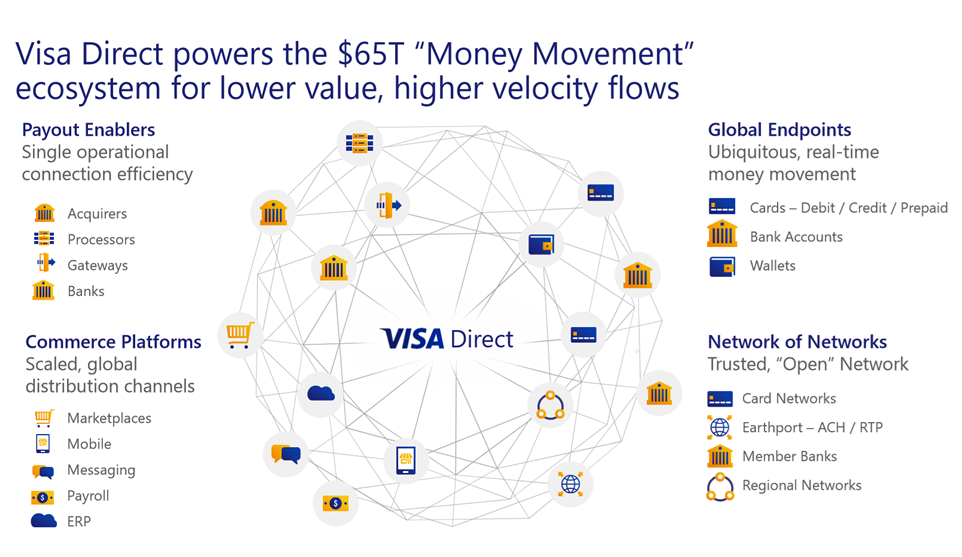 Visa Direct powers the $65T “Money Movement”
ecosystem for lower value, higher velocity flows
Payout Enablers
Single operational
connection efficiency
Acquirers
Processors
Gateways
Banks
Commerce Platforms
Scaled, global
distribution channels
Marketplaces
Mobile
Messaging
Payroll
ERP
VISA Direct
Global Endpoints
Ubiquitous, real-time
money movement
Cards – Debit / Credit / Prepaid
Bank Accounts
Wallets
Network of Networks
Trusted, “Open” Network
Card Networks
Earthport – ACH / RTP
Member Banks
Regional Networks